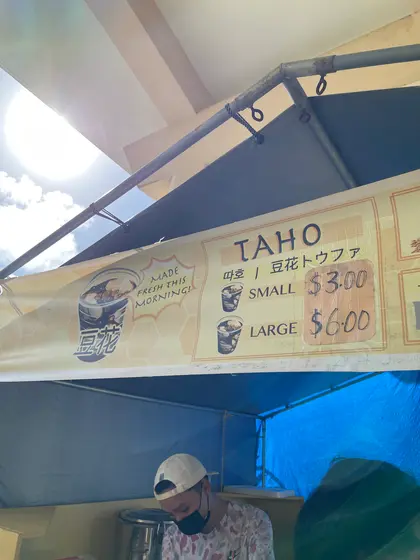 TAHO
따호 / 豆花トウファ
MADE
FRESH THIS
MORNING!
SMALL $3.00
LARGE $6.00
豆花